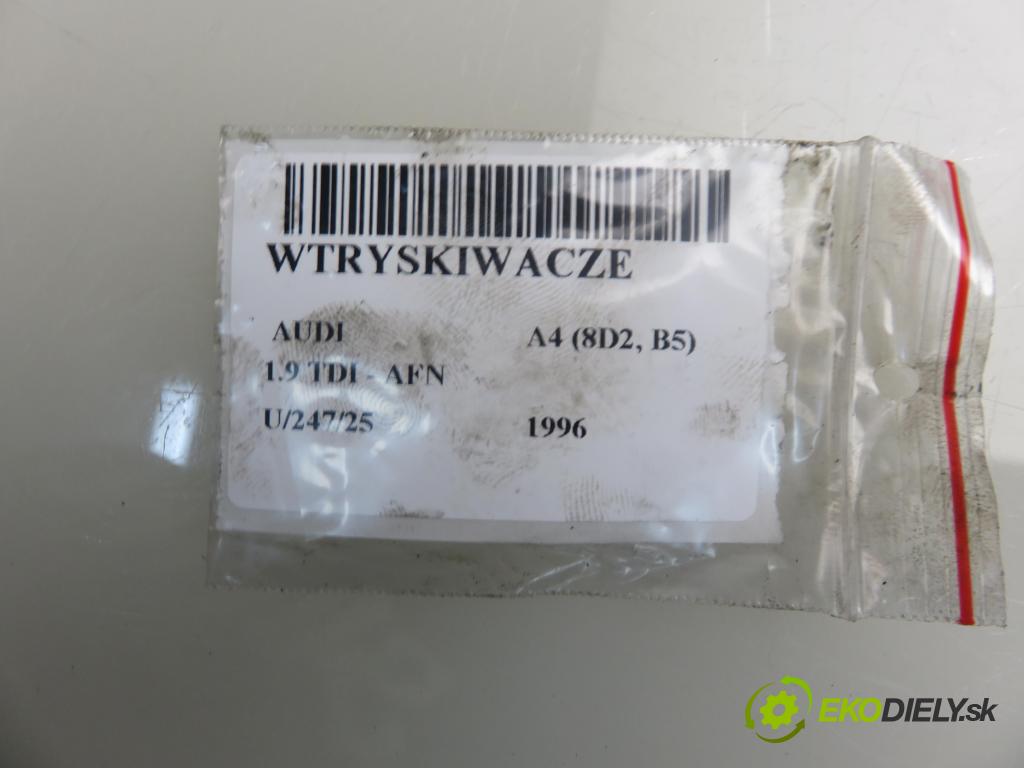 WTRYSKIWACZE
AUDI A4 (8D2, B5)
1.9 TDI - AFN
U/247/25 1996
EKODIELY.sk